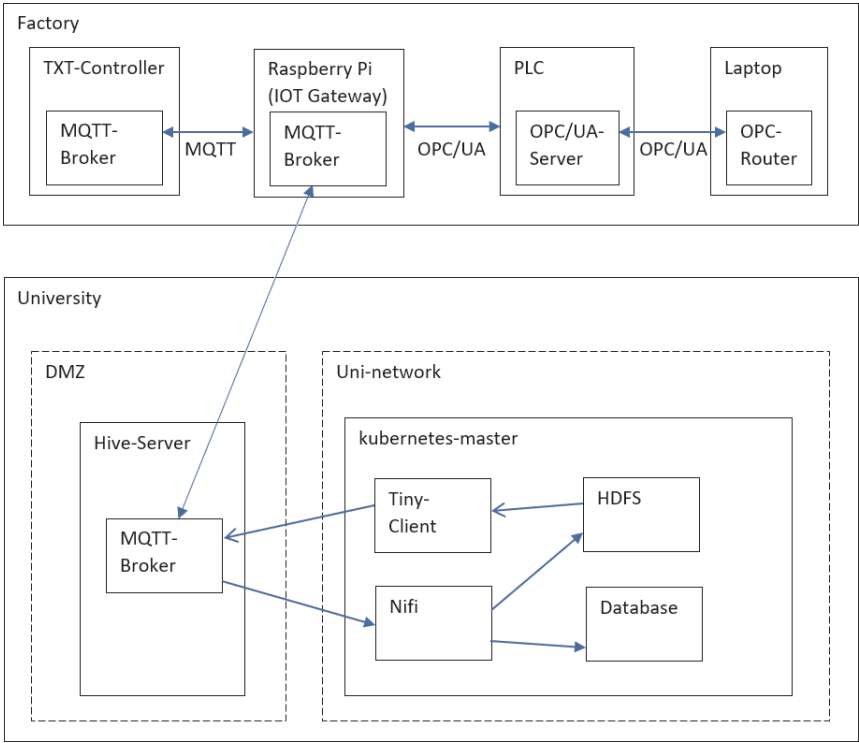 Factory
TXT-Controller
MQTT-
Broker
MQTT
Raspberry Pi
(IOT Gateway)
MQTT-
Broker
OPC/UA
PLC
OPC/UA-
Server
OPC/UA
Laptop
OPC-
Router
University
DMZ
Hive-Server
MQTT-
Broker
Uni-network
kubernetes-master
Tiny-
Client
HDFS
Nifi
Database